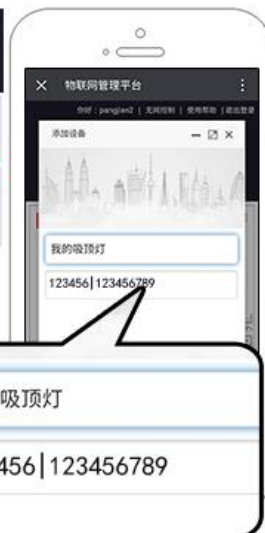 物联网管理平台
你好：pangjian2 | 无网控制 | 使用帮助 | 退出登录
添加设备
我的吸顶灯
123456|123456789
吸顶灯
456|123456789